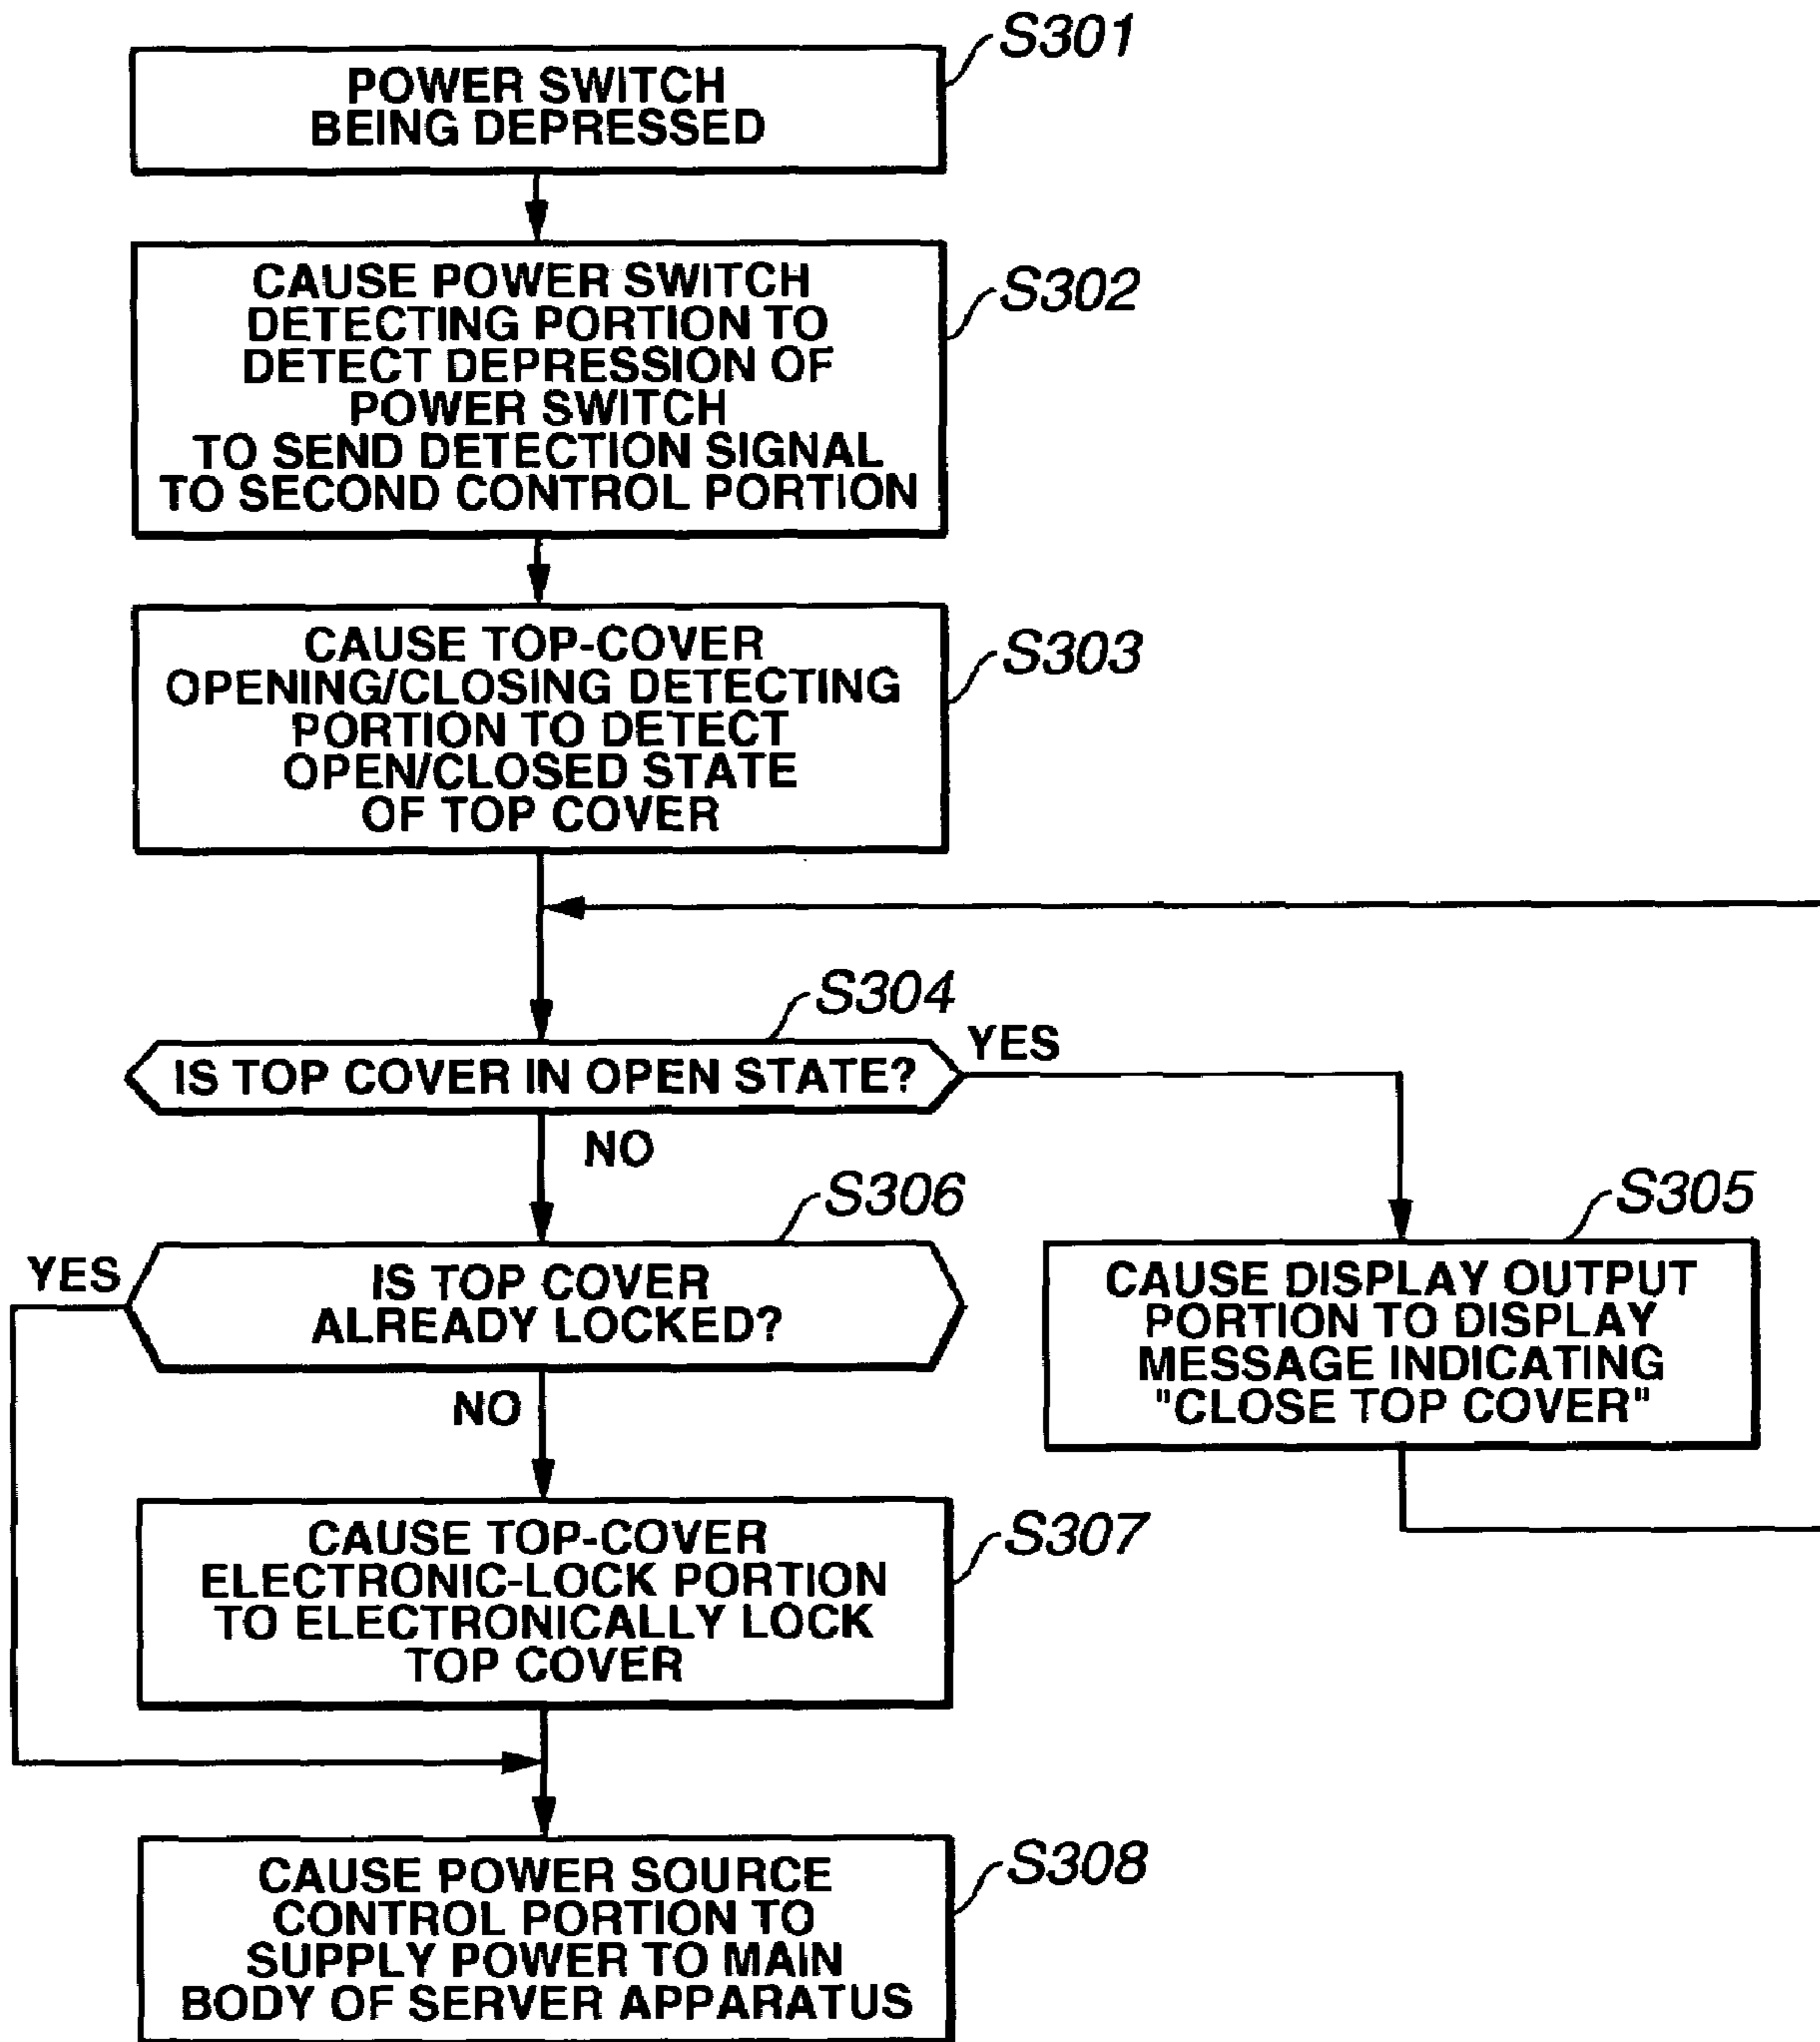 S301
POWER SWITCH
BEING DEPRESSED
S302
CAUSE POWER SWITCH
DETECTING PORTION TO
DETECT DEPRESSION OF
POWER SWITCH
TO SEND DETECTION SIGNAL
TO SECOND CONTROL PORTION
S303
CAUSE TOP-COVER
OPENING/CLOSING DETECTING
PORTION TO DETECT
OPEN/CLOSED STATE
OF TOP COVER
S304
IS TOP COVER IN OPEN STATE?
YES
NO
S305
CAUSE DISPLAY OUTPUT
PORTION TO DISPLAY
MESSAGE INDICATING
"CLOSE TOP COVER"
S306
YES
IS TOP COVER
ALREADY LOCKED?
NO
S307
CAUSE TOP-COVER
ELECTRONIC-LOCK PORTION
TO ELECTRONICALLY LOCK
TOP COVER
S308
CAUSE POWER SOURCE
CONTROL PORTION TO
SUPPLY POWER TO MAIN
BODY OF SERVER APPARATUS